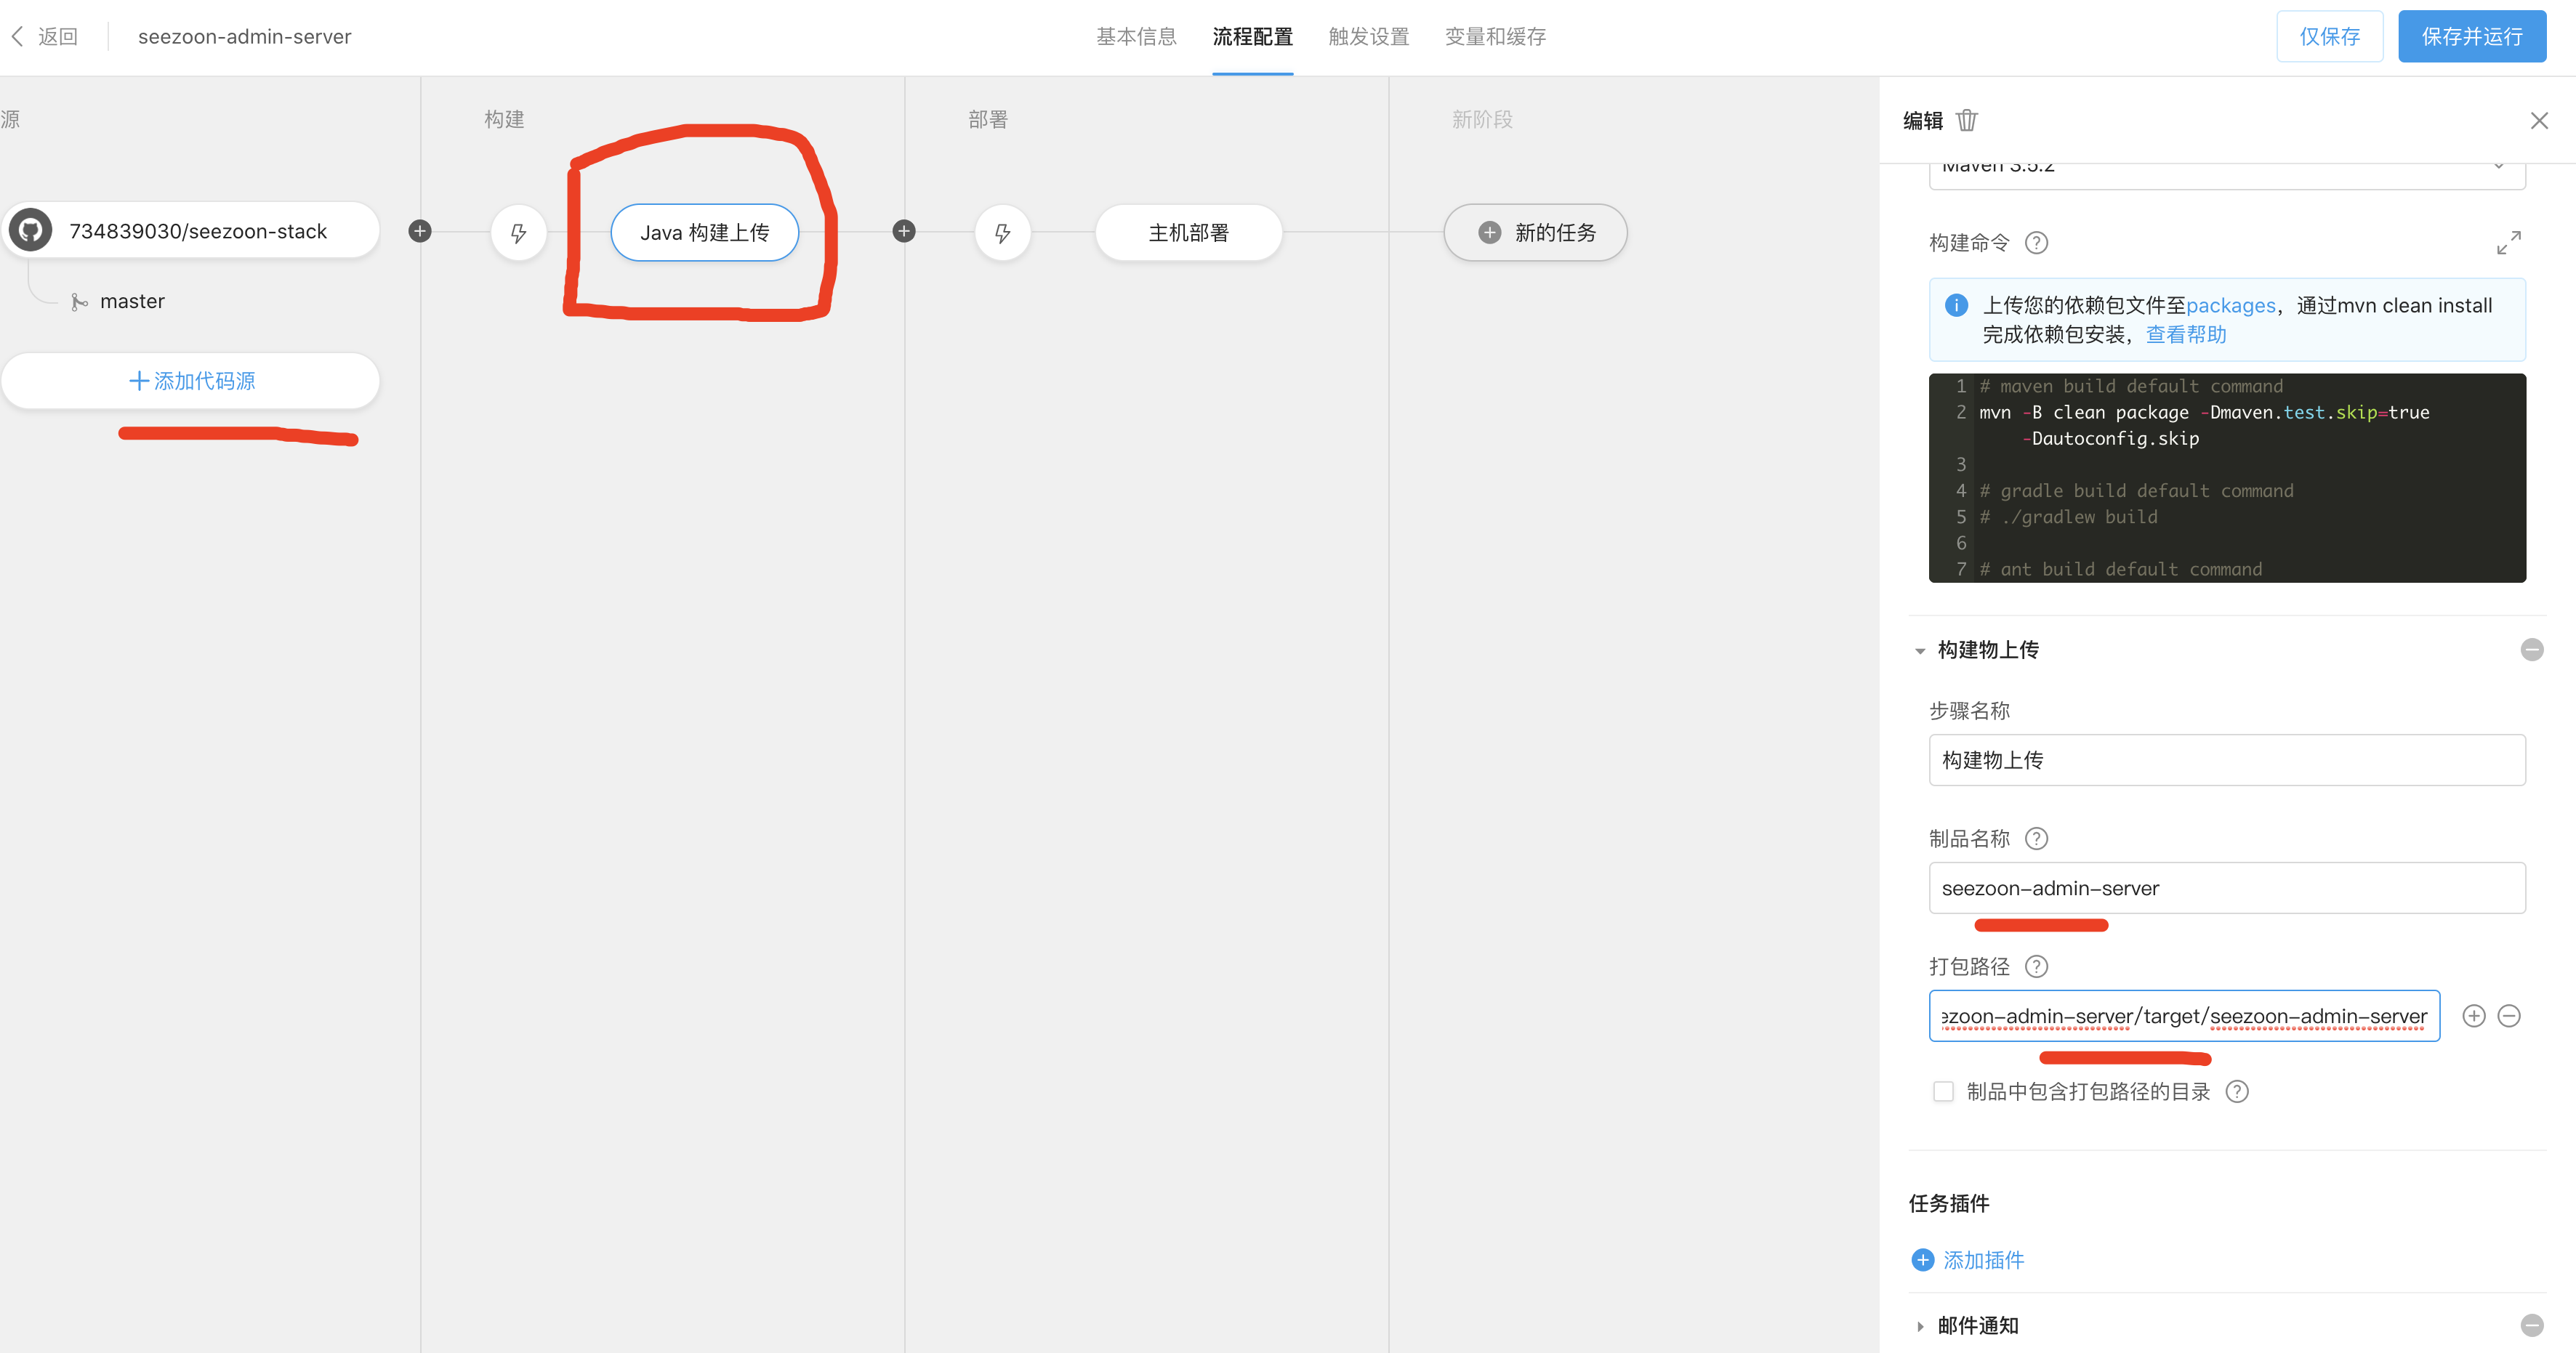 返回
seezoon-admin-server
基本信息
流程配置
触发设置
变量和缓存
仅保存
保存并运行
源
构建
部署
新阶段
734839030/seezoon-stack
master
添加代码源
Java 构建上传
主机部署
新的任务
编辑
Maven 3.5.2
构建命令
上传您的依赖包文件至packages，通过mvn clean install
完成依赖包安装，查看帮助
1 # maven build default command
2 mvn -B clean package -Dmaven.test.skip=true
-Dautoconfig.skip
3
4 # gradle build default command
5 # ./gradlew build
6
7 # ant build default command
构建物上传
步骤名称
构建物上传
制品名称
seezoon-admin-server
打包路径
ezoon-admin-server/target/seezoon-admin-server
制品中包含打包路径的目录
任务插件
添加插件
邮件通知